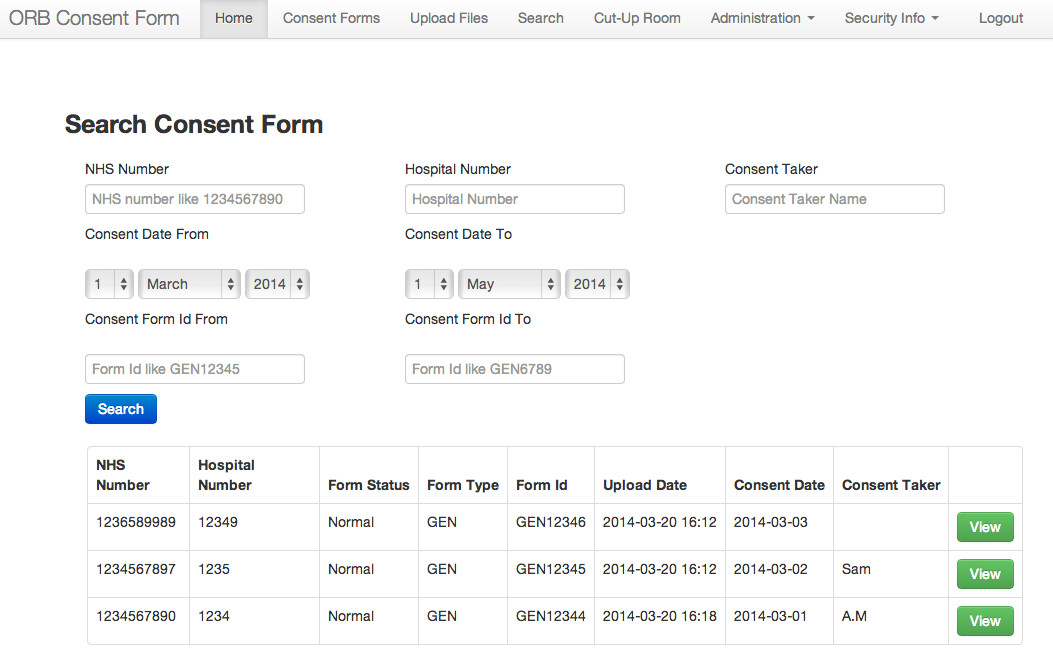 ORB Consent Form Home Consent Forms Upload Files Search Cut-Up Room Administration Security Info Logout
Search Consent Form
NHS Number Hospital Number Consent Taker
NHS number like 1234567890 Hospital Number Consent Taker Name
Consent Date From Consent Date To
1 March 2014 1 May 2014
Consent Form Id From Consent Form Id To
Form Id like GEN12345 Form Id like GEN6789
Search
NHS Number Hospital Number Form Status Form Type Form Id Upload Date Consent Date Consent Taker
1236589989 12349 Normal GEN GEN12346 2014-03-20 16:12 2014-03-03 View
1234567897 1235 Normal GEN GEN12345 2014-03-20 16:12 2014-03-02 Sam View
1234567890 1234 Normal GEN GEN12344 2014-03-20 16:18 2014-03-01 A.M View